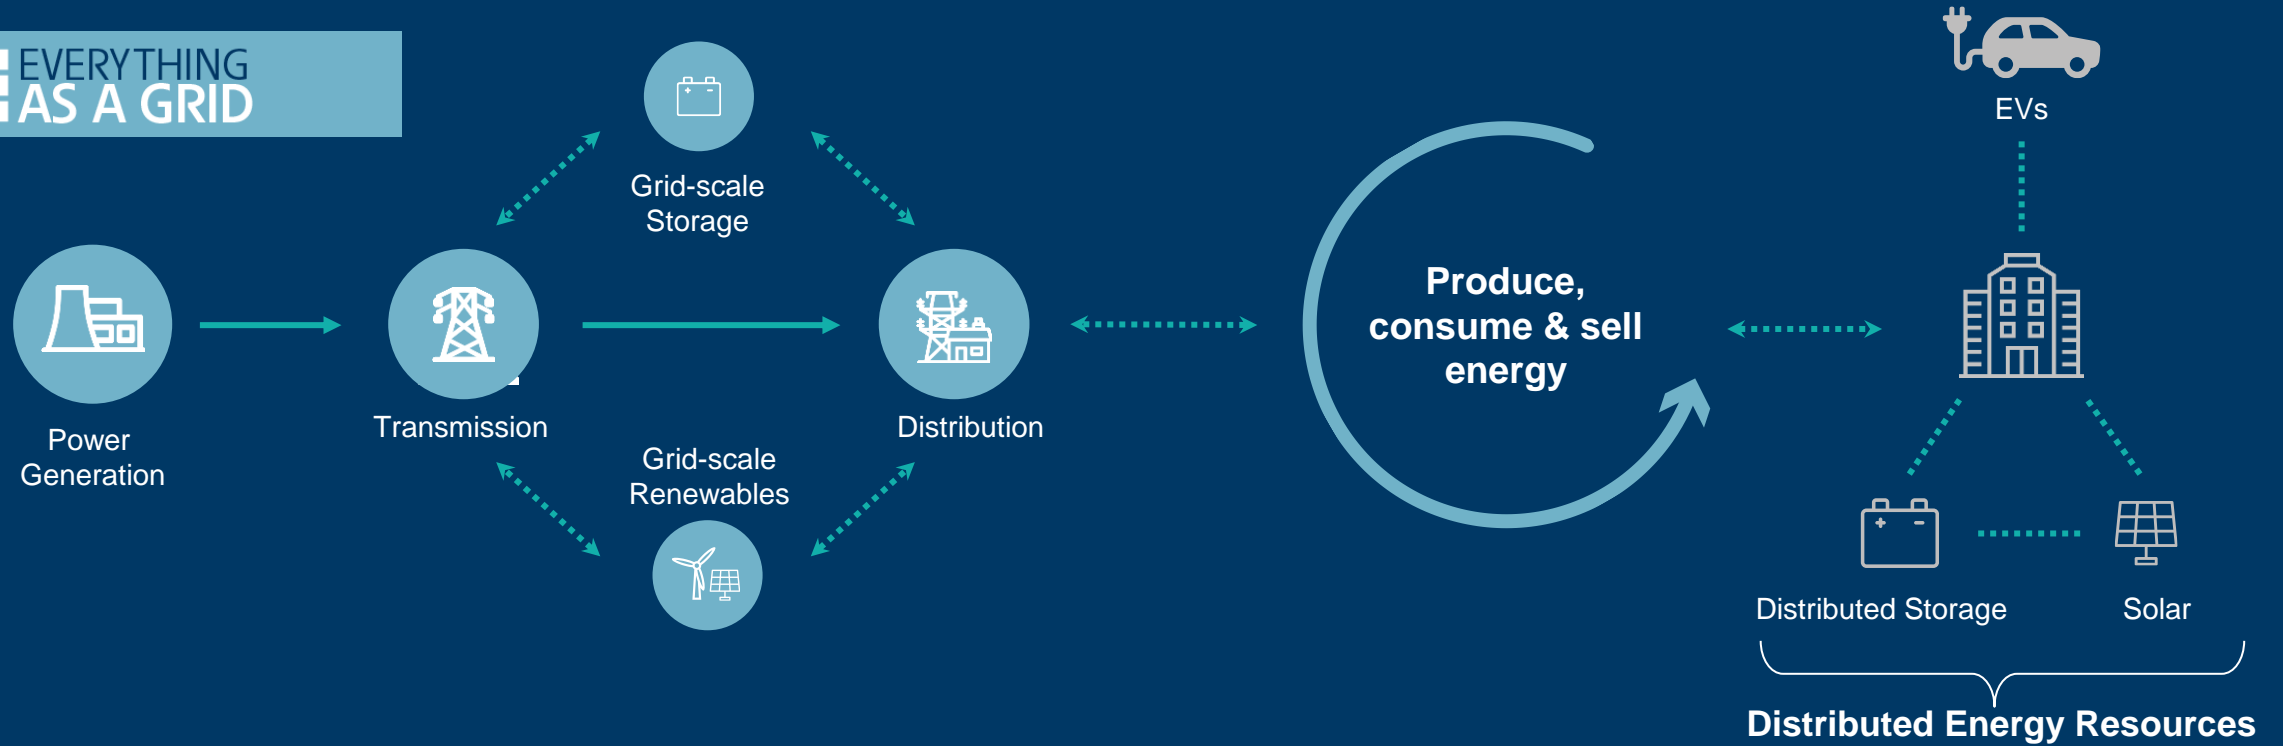 EVERYTHING
AS A GRID
Grid-scale
Storage
EVs
Produce,
consume & sell
energy
Power
Generation
Transmission
Distribution
Grid-scale
Renewables
Distributed Storage
Solar
Distributed Energy Resources